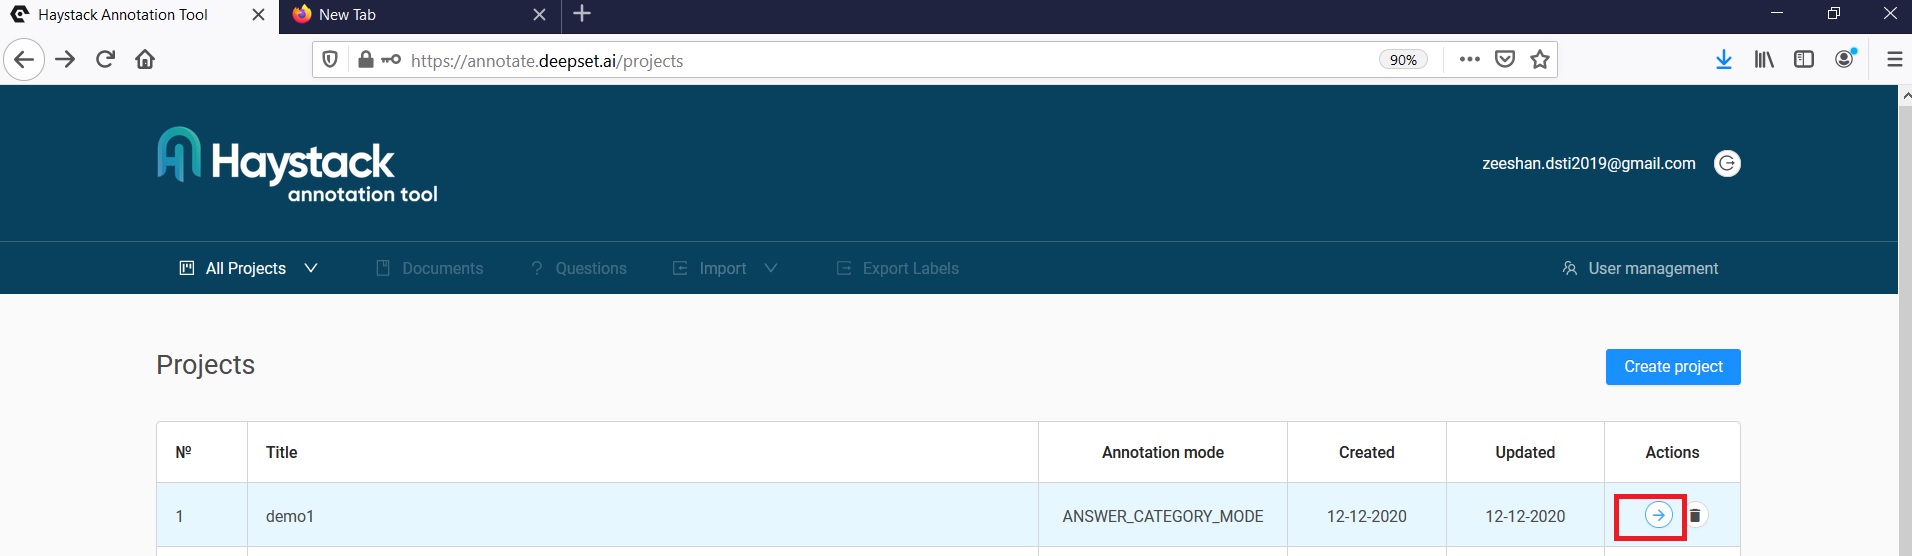 Haystack Annotation Tool
New Tab
https://annotate.deepset.ai/projects
90%
Haystack
annotation tool
zeeshan.dsti2019@gmail.com
All Projects
Documents
? Questions
Import
Export Labels
User management
Projects
Create project
Nº Title Annotation mode Created Updated Actions
1 demo1 ANSWER_CATEGORY_MODE 12-12-2020 12-12-2020